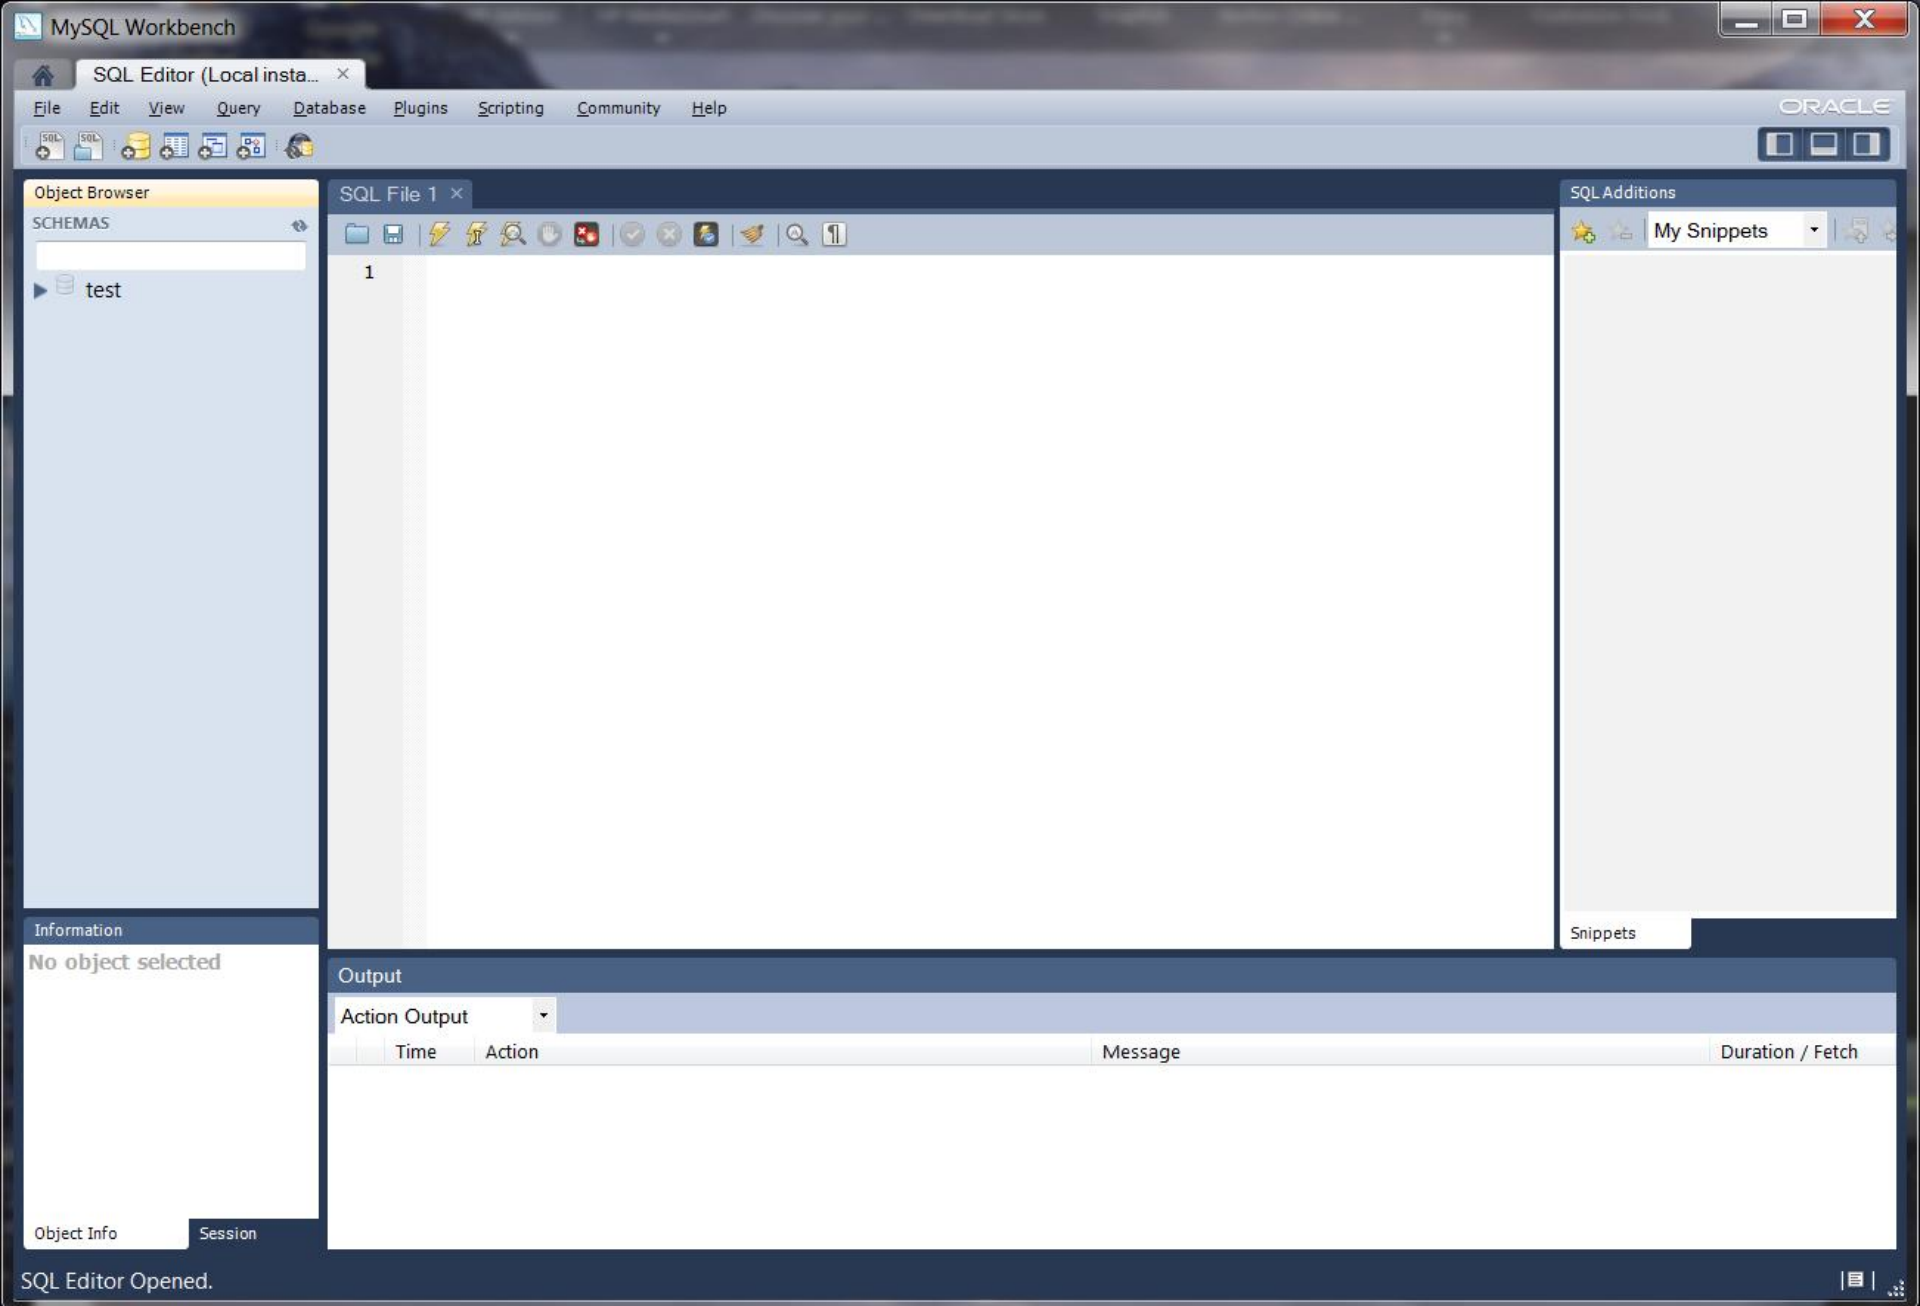 MySQL Workbench
SQL Editor (Local insta...
File Edit View Query Database Plugins Scripting Community Help
ORACLE
SQL SQL
Object Browser
SCHEMAS
test
SQL File 1
1
SQL Additions
My Snippets
Snippets
Information
No object selected
Object Info Session
Output
Action Output
Time Action Message Duration / Fetch
SQL Editor Opened.